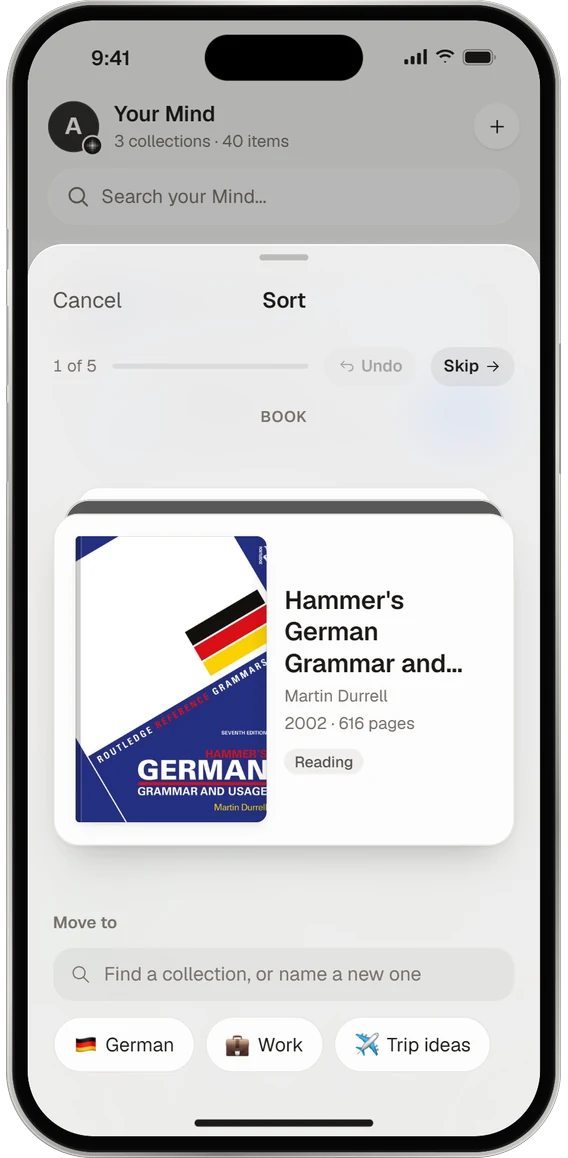 9:41
A
Your Mind
3 collections · 40 items
Search your Mind...
Cancel
Sort
1 of 5
Undo
Skip →
BOOK
ROUTLEDGE REFERENCE GRAMMARS
SEVENTH EDITION
HAMMER'S
GERMAN
GRAMMAR AND USAGE
Martin Durrell
Hammer's
German
Grammar and...
Martin Durrell
2002 · 616 pages
Reading
Move to
Find a collection, or name a new one
German
Work
Trip ideas